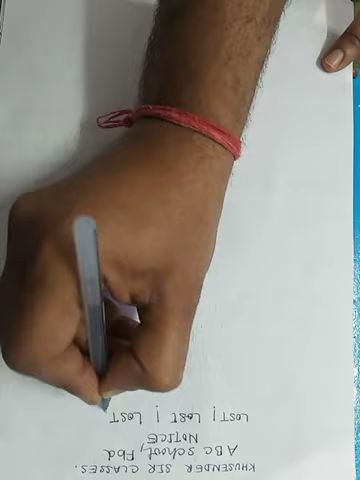 KHUSENDER SIR CLASSES.
ABC School, Fbd
NOTICE
LOST! LOST! LOST